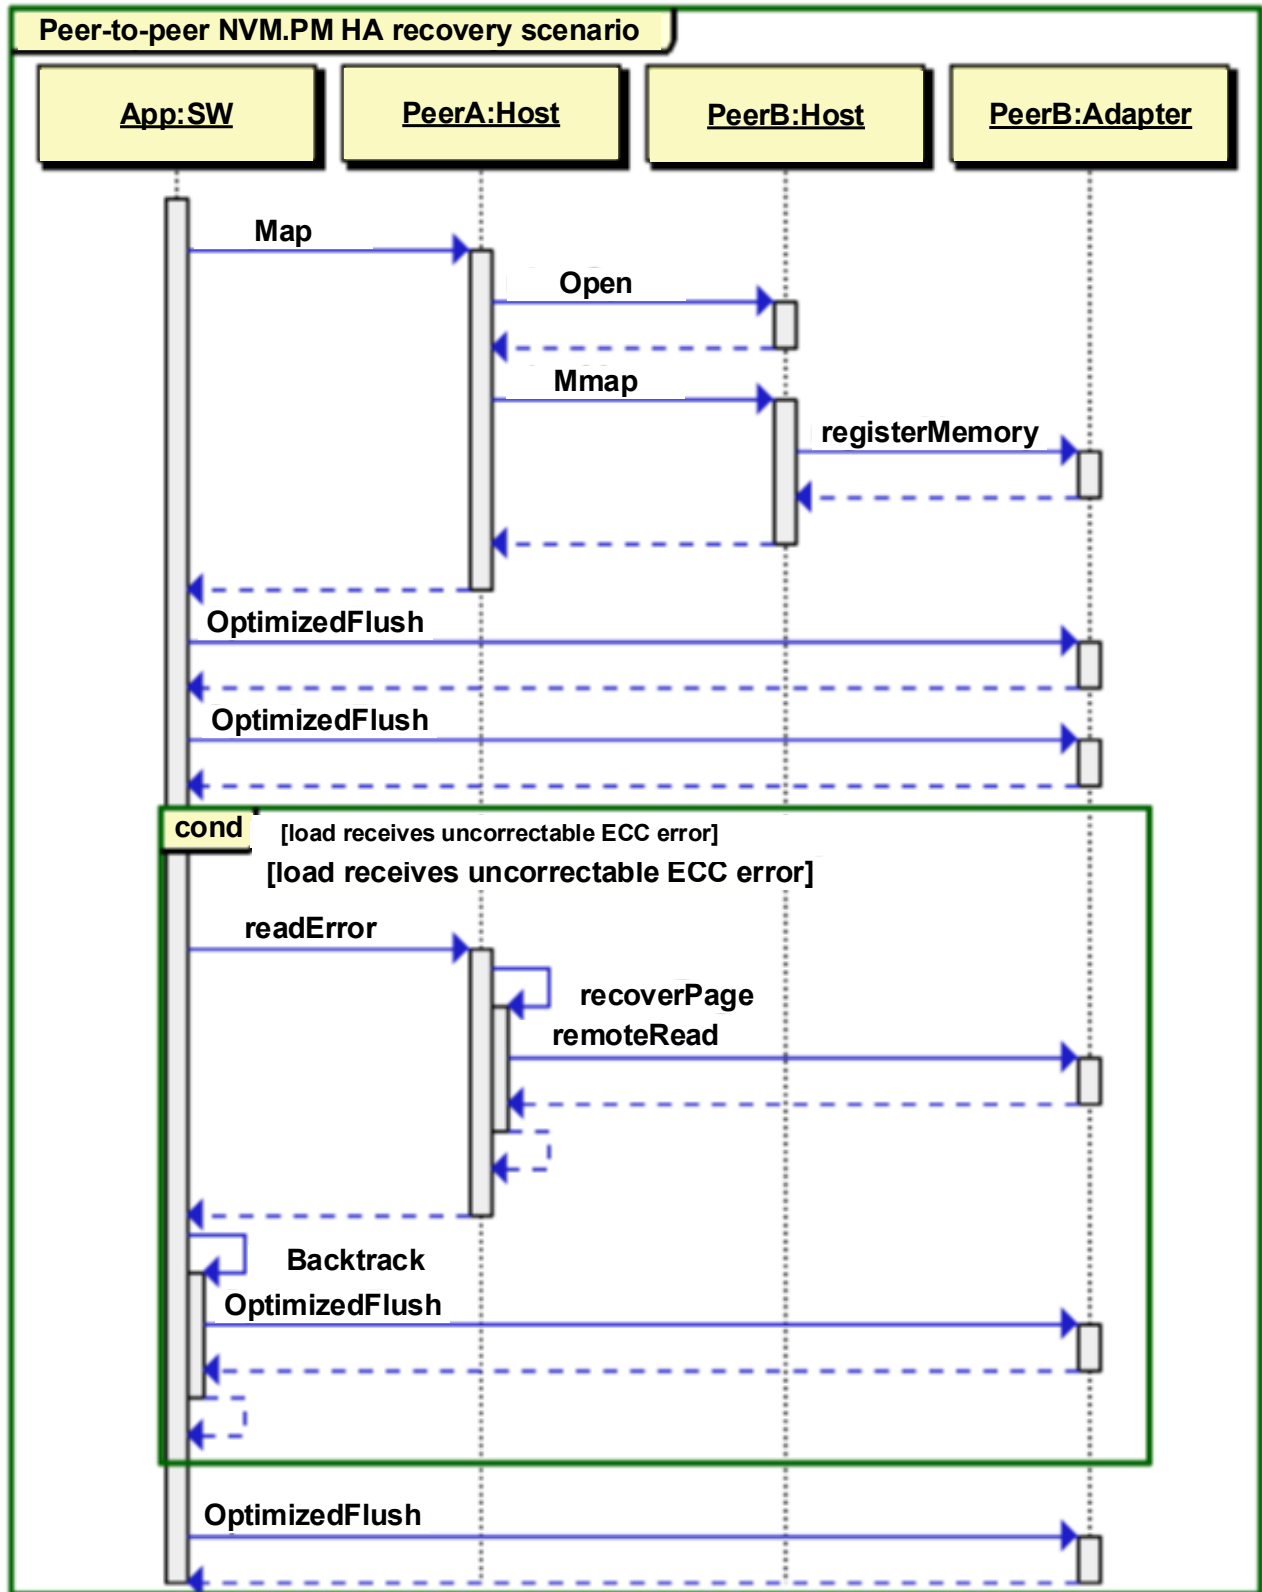 Peer-to-peer NVM.PM HA recovery scenario
App:SW
PeerA:Host
PeerB:Host
PeerB:Adapter
Map
Open
Mmap
registerMemory
OptimizedFlush
OptimizedFlush
cond
[load receives uncorrectable ECC error]
[load receives uncorrectable ECC error]
readError
recoverPage
remoteRead
Backtrack
OptimizedFlush
OptimizedFlush